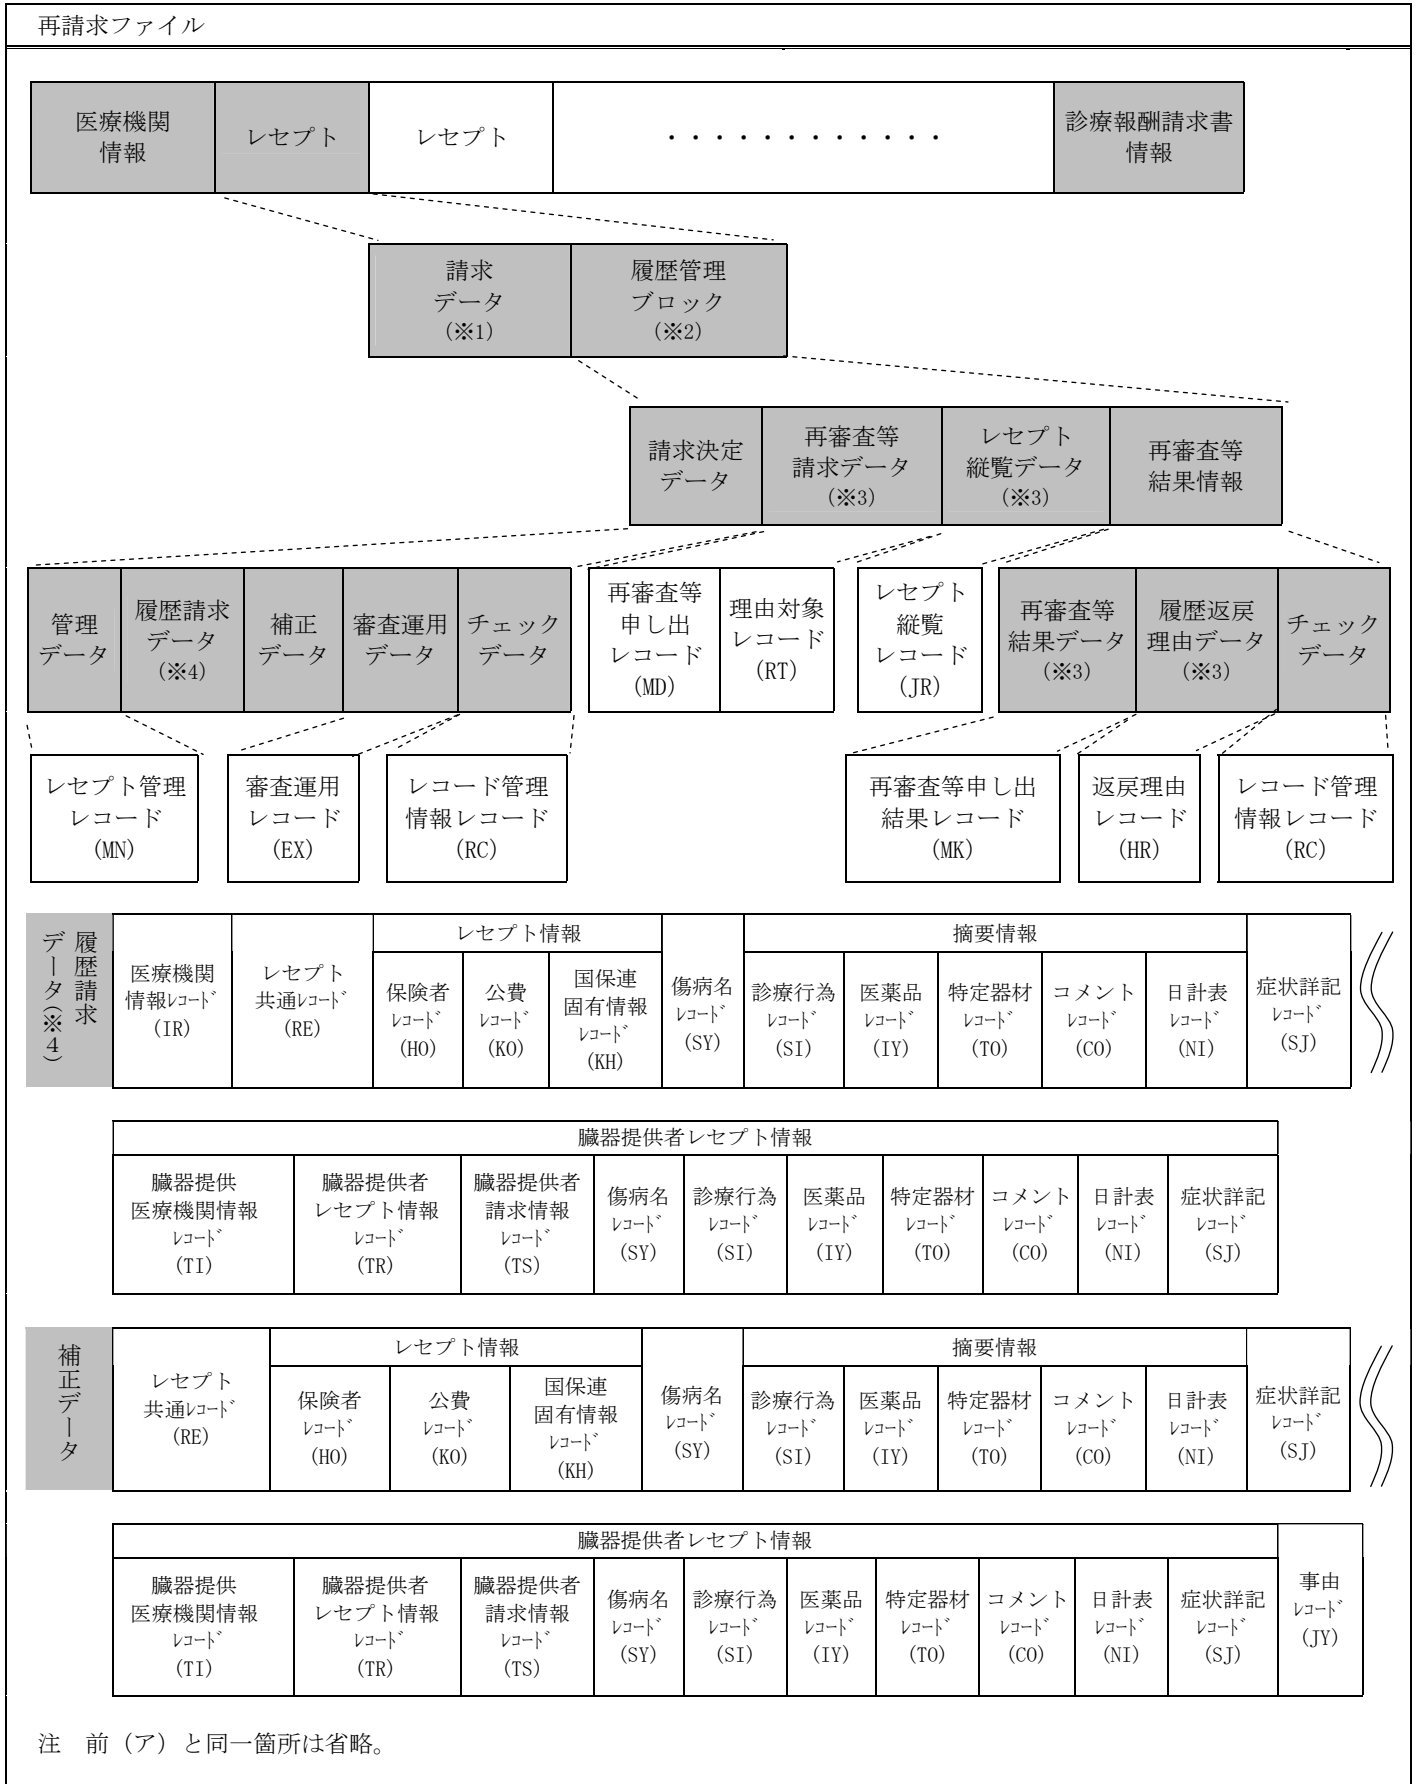 再請求ファイル
医療機関
情報
レセプト
レセプト
・・・・・・・・・・・・
診療報酬請求書
情報
請求
データ
(※1)
履歴管理
ブロック
(※2)
請求決定
データ
再審査等
請求データ
(※3)
レセプト
縦覧データ
(※3)
再審査等
結果情報
管理
データ
履歴請求
データ
(※4)
補正
データ
審査運用
データ
チェック
データ
再審査等
申し出
レコード
(MD)
理由対象
レコード
(RT)
レセプト
縦覧
レコード
(JR)
再審査等
結果データ
(※3)
履歴返戻
理由データ
(※3)
チェック
データ
レセプト管理
レコード
(MN)
審査運用
レコード
(EX)
レコード管理
情報レコード
(RC)
再審査等申し出
結果レコード
(MK)
返戻理由
レコード
(HR)
レコード管理
情報レコード
(RC)
履歴請求
データ(※4)
医療機関
情報ﾚｺｰﾄﾞ
(IR)
レセプト
共通ﾚｺｰﾄﾞ
(RE)
レセプト情報
保険者
ﾚｺｰﾄﾞ
(HO)
公費
ﾚｺｰﾄﾞ
(KO)
国保連
固有情報
ﾚｺｰﾄﾞ
(KH)
傷病名
ﾚｺｰﾄﾞ
(SY)
摘要情報
診療行為
ﾚｺｰﾄﾞ
(SI)
医薬品
ﾚｺｰﾄﾞ
(IY)
特定器材
ﾚｺｰﾄﾞ
(TO)
コメント
ﾚｺｰﾄﾞ
(CO)
日計表
ﾚｺｰﾄﾞ
(NI)
症状詳記
ﾚｺｰﾄﾞ
(SJ)
臓器提供者レセプト情報
臓器提供
医療機関情報
ﾚｺｰﾄﾞ
(TI)
臓器提供者
レセプト情報
ﾚｺｰﾄﾞ
(TR)
臓器提供者
請求情報
ﾚｺｰﾄﾞ
(TS)
傷病名
ﾚｺｰﾄﾞ
(SY)
診療行為
ﾚｺｰﾄﾞ
(SI)
医薬品
ﾚｺｰﾄﾞ
(IY)
特定器材
ﾚｺｰﾄﾞ
(TO)
コメント
ﾚｺｰﾄﾞ
(CO)
日計表
ﾚｺｰﾄﾞ
(NI)
症状詳記
ﾚｺｰﾄﾞ
(SJ)
補正データ
レセプト
共通ﾚｺｰﾄﾞ
(RE)
レセプト情報
保険者
ﾚｺｰﾄﾞ
(HO)
公費
ﾚｺｰﾄﾞ
(KO)
国保連
固有情報
ﾚｺｰﾄﾞ
(KH)
傷病名
ﾚｺｰﾄﾞ
(SY)
摘要情報
診療行為
ﾚｺｰﾄﾞ
(SI)
医薬品
ﾚｺｰﾄﾞ
(IY)
特定器材
ﾚｺｰﾄﾞ
(TO)
コメント
ﾚｺｰﾄﾞ
(CO)
日計表
ﾚｺｰﾄﾞ
(NI)
症状詳記
ﾚｺｰﾄﾞ
(SJ)
臓器提供者レセプト情報
臓器提供
医療機関情報
ﾚｺｰﾄﾞ
(TI)
臓器提供者
レセプト情報
ﾚｺｰﾄﾞ
(TR)
臓器提供者
請求情報
ﾚｺｰﾄﾞ
(TS)
傷病名
ﾚｺｰﾄﾞ
(SY)
診療行為
ﾚｺｰﾄﾞ
(SI)
医薬品
ﾚｺｰﾄﾞ
(IY)
特定器材
ﾚｺｰﾄﾞ
(TO)
コメント
ﾚｺｰﾄﾞ
(CO)
日計表
ﾚｺｰﾄﾞ
(NI)
症状詳記
ﾚｺｰﾄﾞ
(SJ)
事由
ﾚｺｰﾄﾞ
(JY)
注　前（ア）と同一箇所は省略。